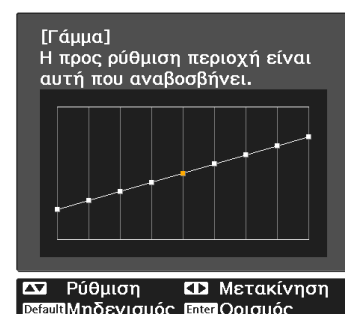 [Γάμμα]
Η προς ρύθμιση περιοχή είναι
αυτή που αναβοσβήνει.
Ρύθμιση Μετακίνηση
Default Μηδενισμός Enter Ορισμός